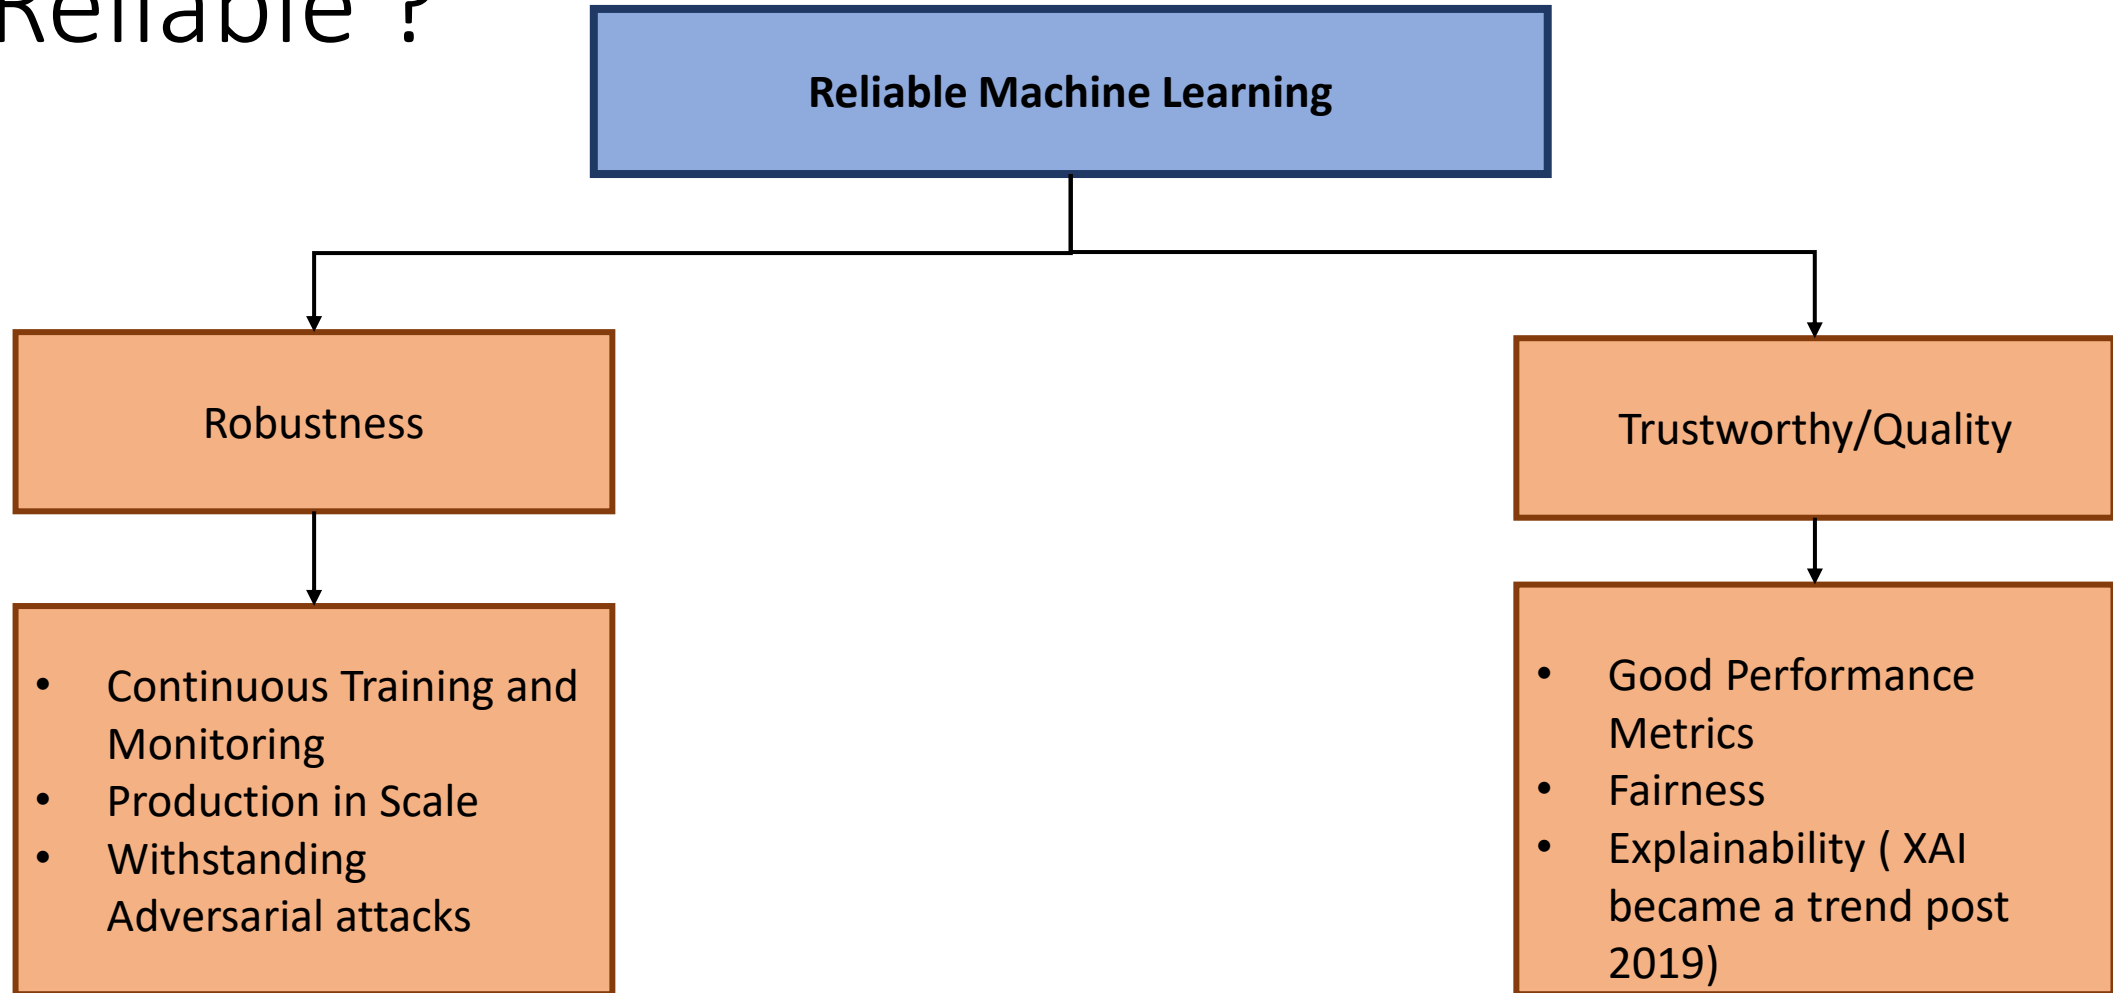 Reliable ?
Reliable Machine Learning
Robustness
Trustworthy/Quality
• Continuous Training and
Monitoring
• Production in Scale
• Withstanding
Adversarial attacks
• Good Performance
Metrics
• Fairness
• Explainability ( XAI
became a trend post
2019)